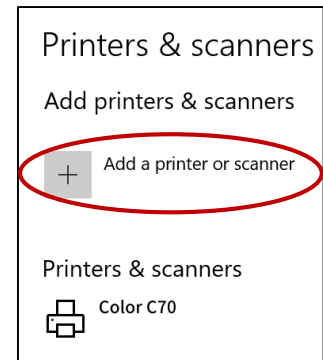 Printers & scanners
Add printers & scanners
Add a printer or scanner
Printers & scanners
Color C70